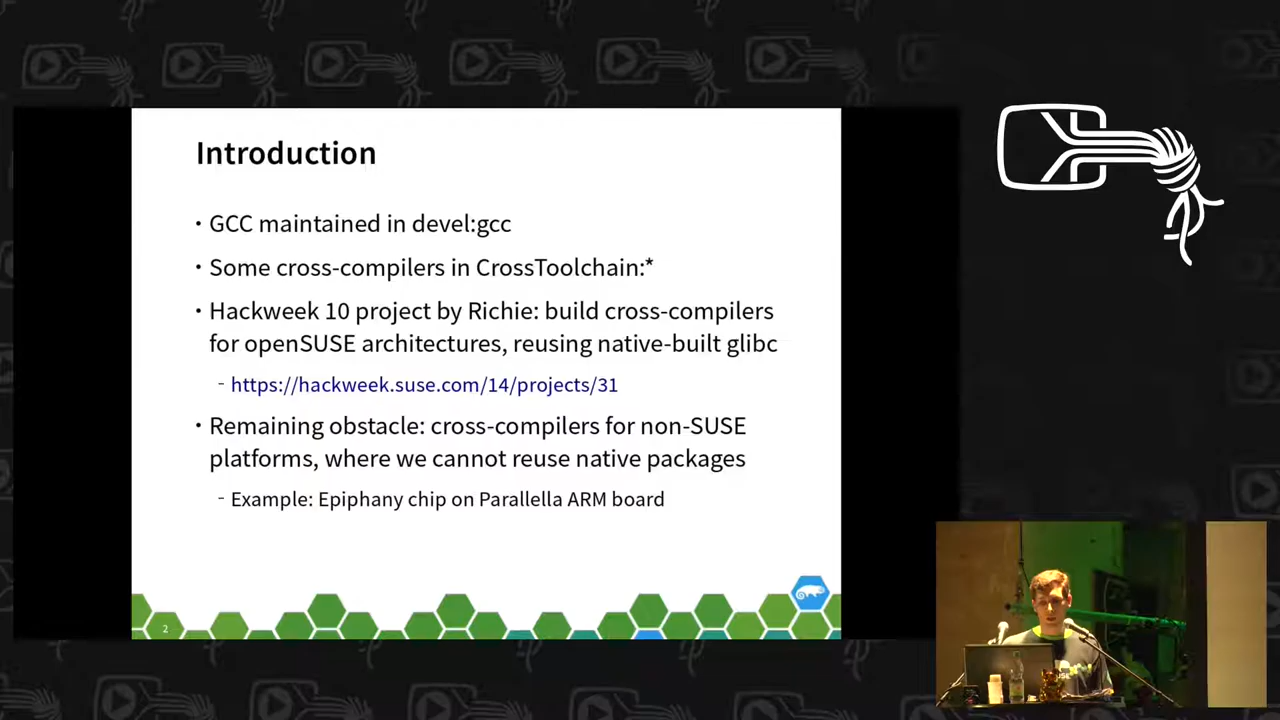 Introduction
• GCC maintained in devel:gcc
• Some cross-compilers in CrossToolchain:*
• Hackweek 10 project by Richie: build cross-compilers
for openSUSE architectures, reusing native-built glibc
- https://hackweek.suse.com/14/projects/31
• Remaining obstacle: cross-compilers for non-SUSE
platforms, where we cannot reuse native packages
- Example: Epiphany chip on Parallella ARM board
2